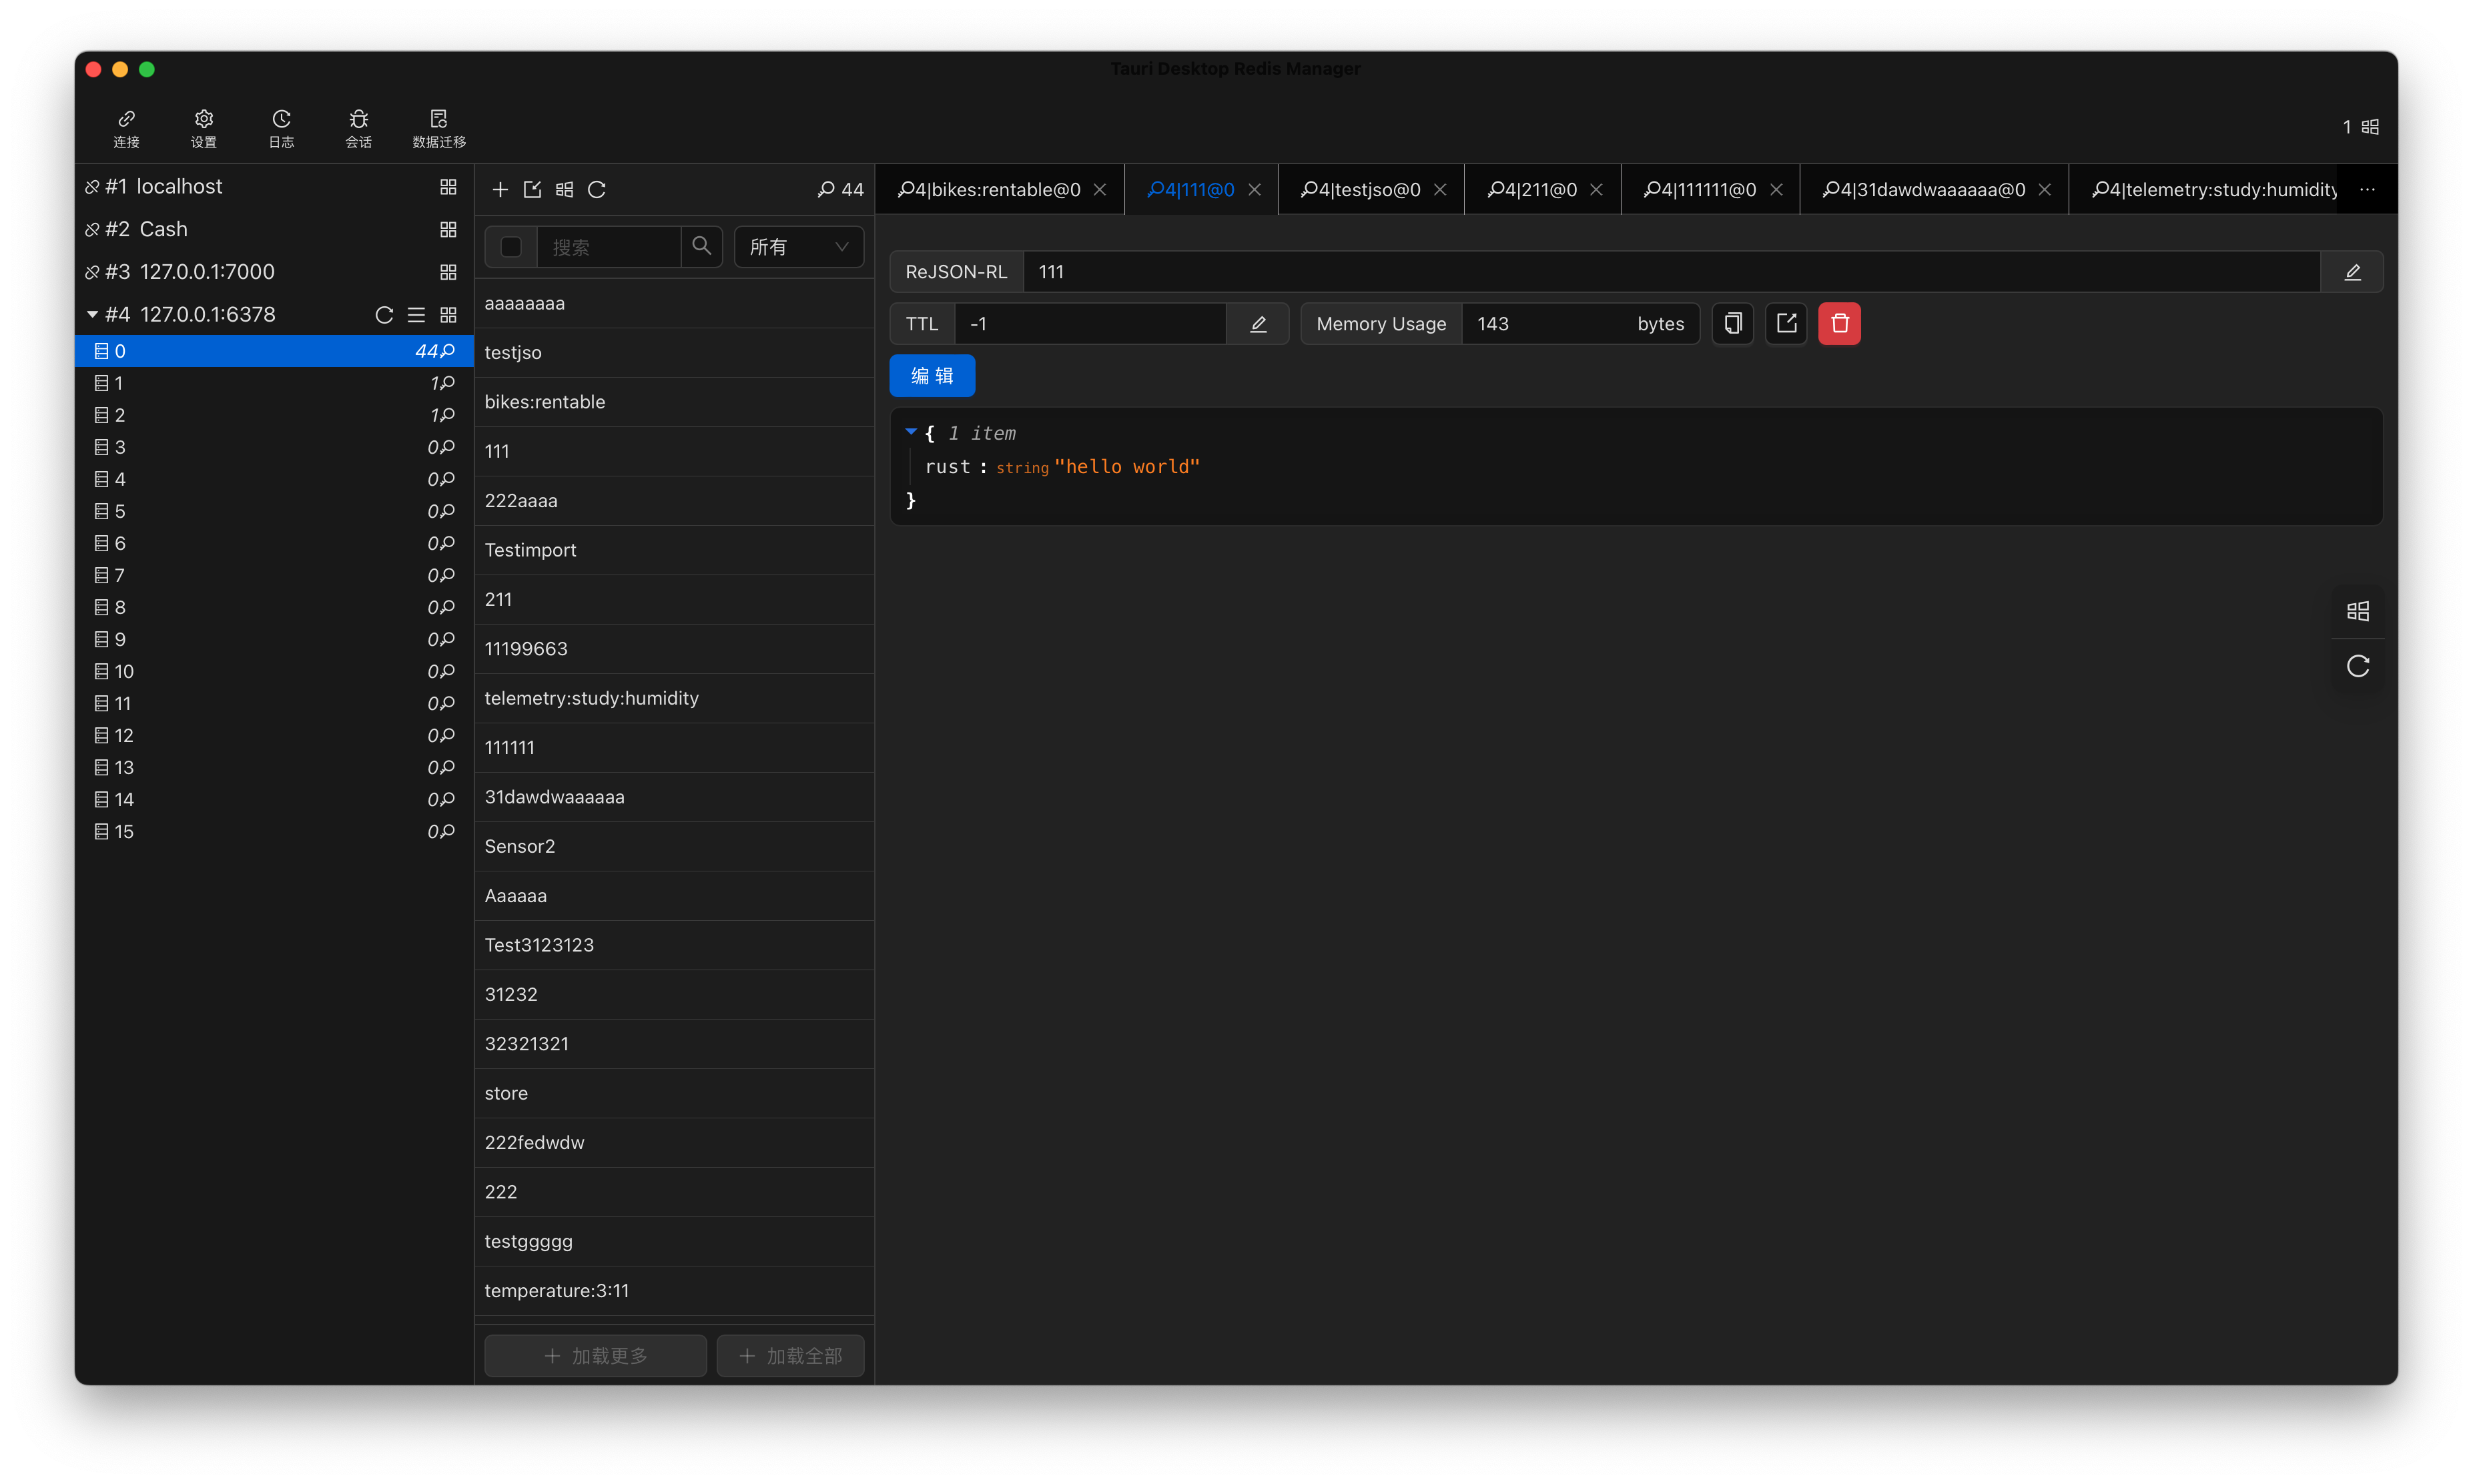 Tauri Desktop Redis Manager
连接 设置 日志 会话 数据迁移
1
#1 localhost
#2 Cash
#3 127.0.0.1:7000
#4 127.0.0.1:6378
0 44
1 1
2 1
3 0
4 0
5 0
6 0
7 0
8 0
9 0
10 0
11 0
12 0
13 0
14 0
15 0
44
搜索 所有
aaaaaaaa
testjso
bikes:rentable
111
222aaaa
Testimport
211
11199663
telemetry:study:humidity
111111
31dawdwaaaaaa
Sensor2
Aaaaaa
Test3123123
31232
32321321
store
222fedwdw
222
testggggg
temperature:3:11
加载更多 加载全部
4|bikes:rentable@0 4|111@0 4|testjso@0 4|211@0 4|111111@0 4|31dawdwaaaaaa@0 4|telemetry:study:humidity ...
ReJSON-RL 111
TTL -1 Memory Usage 143 bytes
编 辑
{ 1 item
rust : string "hello world"
}